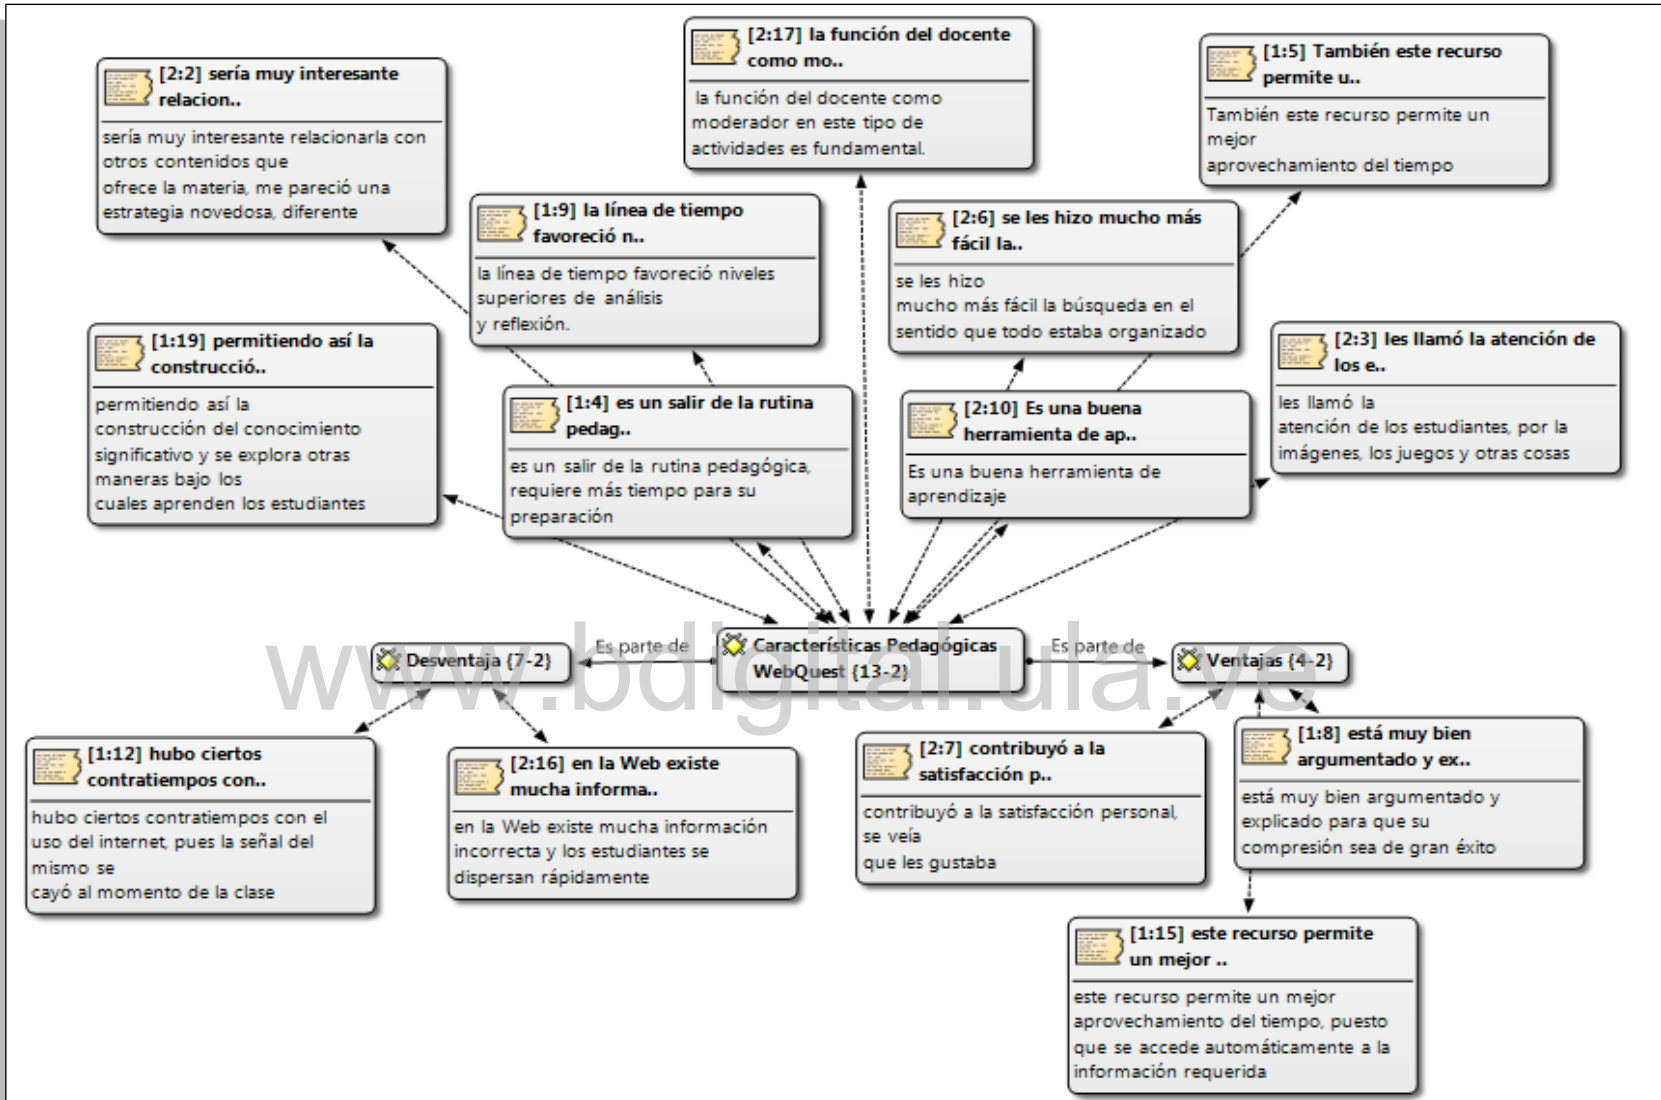 [2:17] la función del docente
como mo..
la función del docente como
moderador en este tipo de
actividades es fundamental.
[1:5] También este recurso
permite u..
También este recurso permite un
mejor
aprovechamiento del tiempo
[2:2] sería muy interesante
relacion..
sería muy interesante relacionarla con
otros contenidos que
ofrece la materia, me pareció una
estrategia novedosa, diferente
[1:9] la línea de tiempo
favoreció n..
la línea de tiempo favoreció niveles
superiores de análisis
y reflexión.
[2:6] se les hizo mucho más
fácil la..
se les hizo
mucho más fácil la búsqueda en el
sentido que todo estaba organizado
[1:19] permitiendo así la
construcció..
permitiendo así la
construcción del conocimiento
significativo y se explora otras
maneras bajo los
cuales aprenden los estudiantes
[1:4] es un salir de la rutina
pedag..
es un salir de la rutina pedagógica,
requiere más tiempo para su
preparación
[2:10] Es una buena
herramienta de ap..
Es una buena herramienta de
aprendizaje
[2:3] les llamó la atención de
los e..
les llamó la
atención de los estudiantes, por la
imágenes, los juegos y otras cosas
Desventaja {7-2}
Es parte de
Características Pedagógicas
WebQuest {13-2}
Es parte de
Ventajas {4-2}
www.bdigital.ula.ve
[1:12] hubo ciertos
contratiempos con..
hubo ciertos contratiempos con el
uso del internet, pues la señal del
mismo se
cayó al momento de la clase
[2:16] en la Web existe
mucha informa..
en la Web existe mucha información
incorrecta y los estudiantes se
dispersan rápidamente
[2:7] contribuyó a la
satisfacción p..
contribuyó a la satisfacción personal,
se veía
que les gustaba
[1:8] está muy bien
argumentado y ex..
está muy bien argumentado y
explicado para que su
compresión sea de gran éxito
[1:15] este recurso permite
un mejor ..
este recurso permite un mejor
aprovechamiento del tiempo, puesto
que se accede automáticamente a la
información requerida